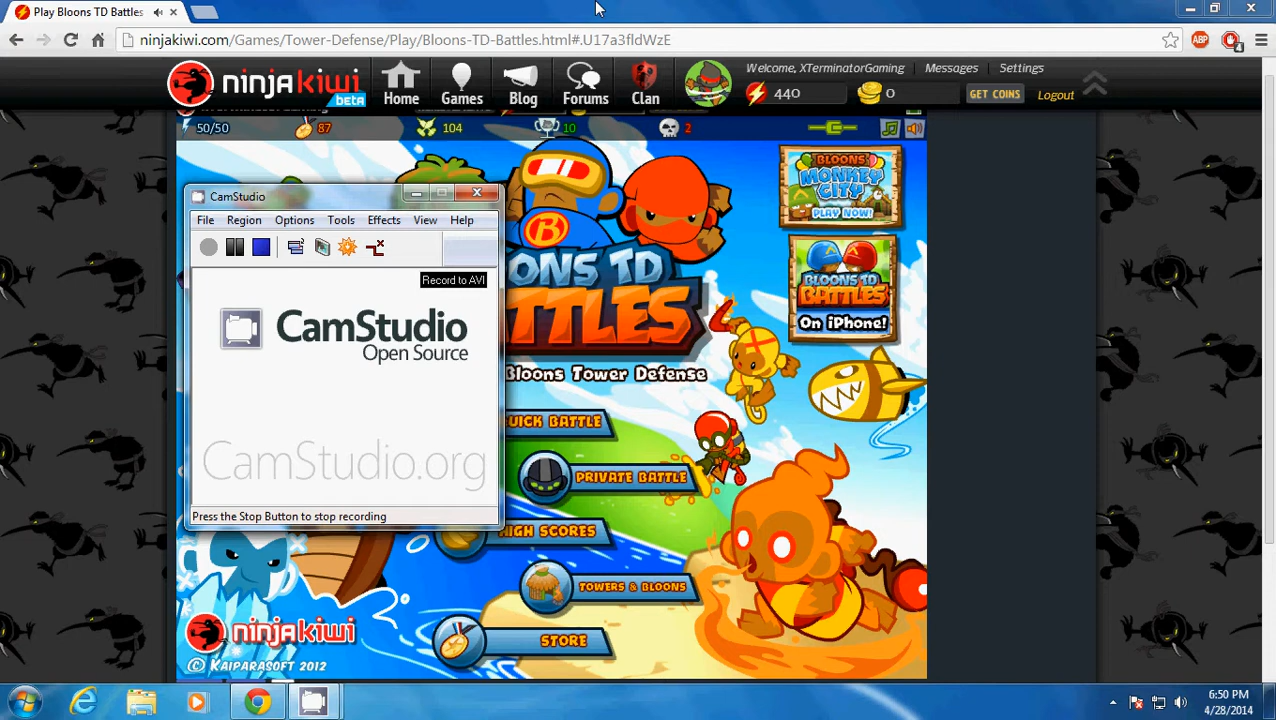 Play Bloons TD Battles
ninjakiwi.com/Games/Tower-Defense/Play/Bloons-TD-Battles.html#.U17a3fldWzE
ABP
4
ninjakiwi
beta
Home
Games
Blog
Forums
Clan
Welcome, XTerminatorGaming
Messages
Settings
440
0
GET COINS
Logout
50/50
87
104
10
2
CamStudio
File
Region
Options
Tools
Effects
View
Help
Record to AVI
CamStudio
Open Source
CamStudio.org
Press the Stop Button to stop recording
B
ONS TD
TTLES
Bloons Tower Defense
BLOONS
MONKEY
CITY
PLAY NOW!
BLOONS TD
BATTLES
On iPhone!
QUICK BATTLE
PRIVATE BATTLE
HIGH SCORES
TOWERS & BLOONS
STORE
ninjakiwi
© KAIPARASOFT 2012
6:50 PM
4/28/2014